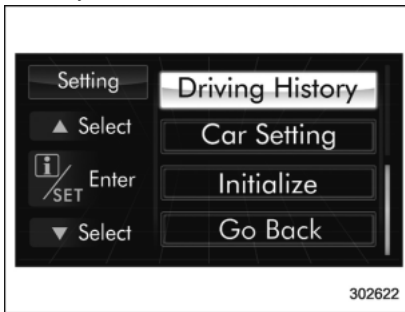 Setting
▲ Select
i/SET Enter
▼ Select
Driving History
Car Setting
Initialize
Go Back
302622